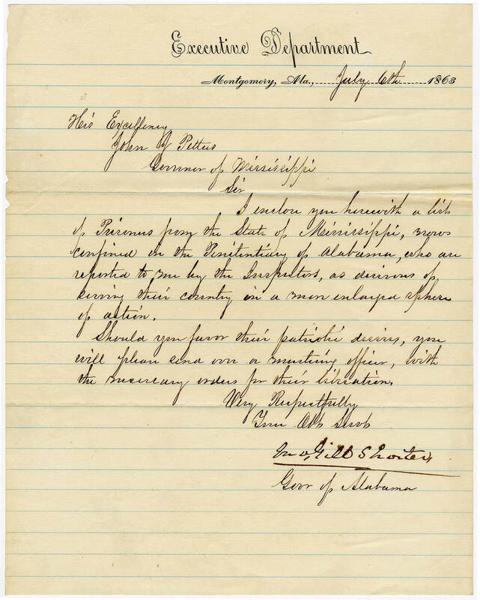 Executive Department
Montgomery, Ala., July 6th 1863
His Excellency
John J Pettus
Governor of Mississippi
Sir
I enclose you herewith a list
of Prisoners from the State of Mississippi, now
confined in the Penitentiary of Alabama, who are
reported to me by the Inspectors, as desirous of
serving their country in a more enlarged sphere
of action.
Should you favor their patriotic desires, you
will please send over a mustering officer, with
the necessary orders for their liberation.
Very Respectfully
Your Obt Servt
Jno Gill Shorter
Govr of Alabama